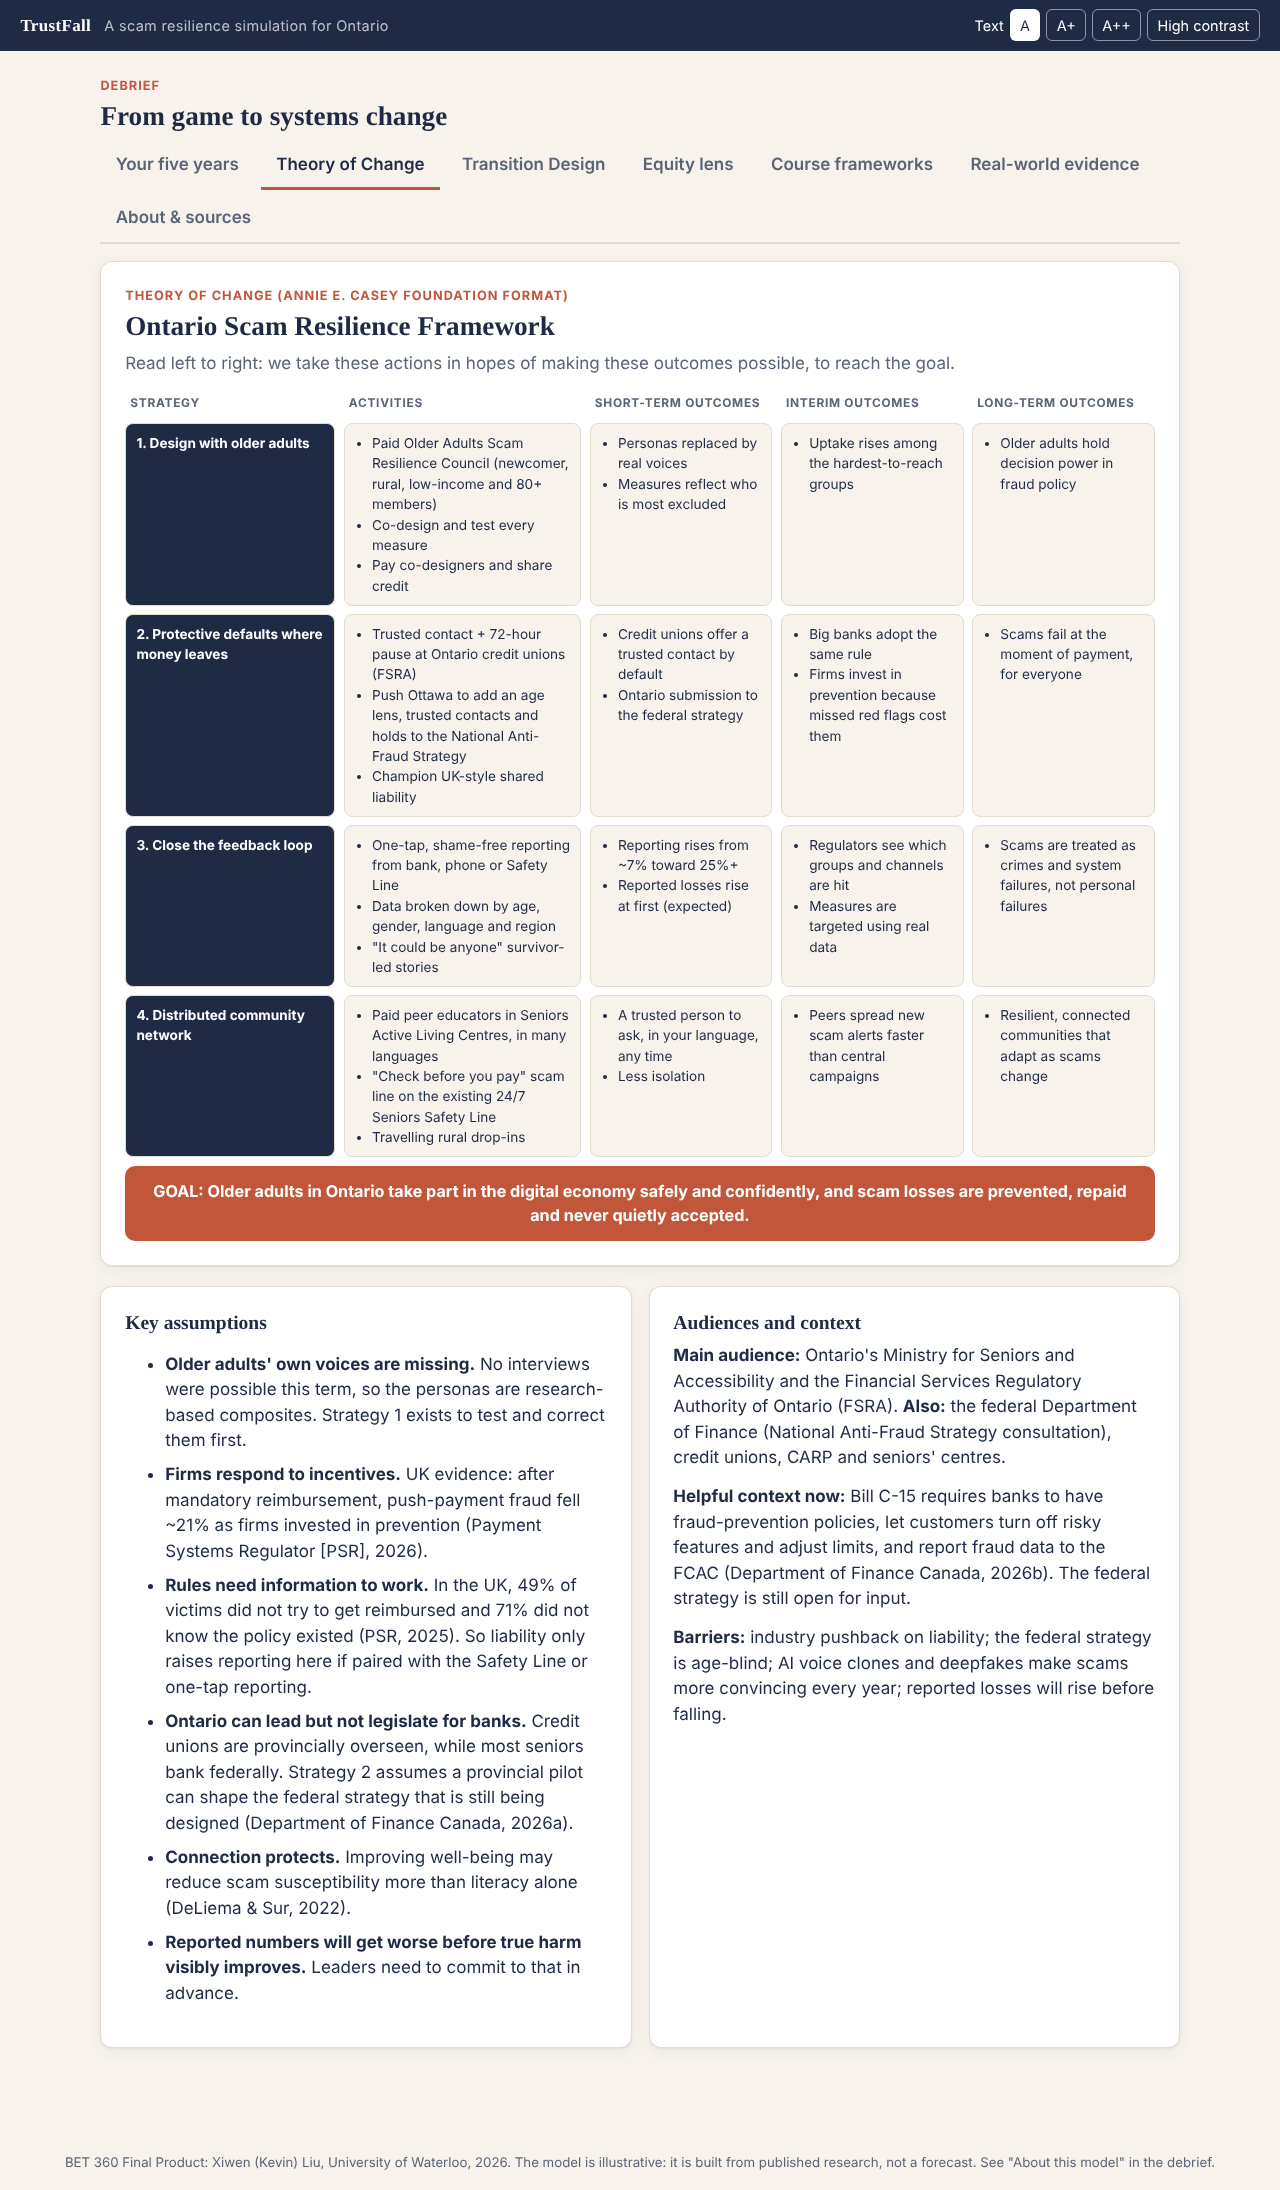 TrustFall A scam resilience simulation for Ontario Text A A+ A++ High contrast
DEBRIEF
From game to systems change
Your five years Theory of Change Transition Design Equity lens Course frameworks Real-world evidence
About & sources
THEORY OF CHANGE (ANNIE E. CASEY FOUNDATION FORMAT)
Ontario Scam Resilience Framework
Read left to right: we take these actions in hopes of making these outcomes possible, to reach the goal.
STRATEGY ACTIVITIES SHORT-TERM OUTCOMES INTERIM OUTCOMES LONG-TERM OUTCOMES
1. Design with older adults
• Paid Older Adults Scam
Resilience Council (newcomer,
rural, low-income and 80+
members)
• Co-design and test every
measure
• Pay co-designers and share
credit
• Personas replaced by
real voices
• Measures reflect who
is most excluded
• Uptake rises among
the hardest-to-reach
groups
• Older adults hold
decision power in
fraud policy
2. Protective defaults where
money leaves
• Trusted contact + 72-hour
pause at Ontario credit unions
(FSRA)
• Push Ottawa to add an age
lens, trusted contacts and
holds to the National Anti-
Fraud Strategy
• Champion UK-style shared
liability
• Credit unions offer a
trusted contact by
default
• Ontario submission to
the federal strategy
• Big banks adopt the
same rule
• Firms invest in
prevention because
missed red flags cost
them
• Scams fail at the
moment of payment,
for everyone
3. Close the feedback loop
• One-tap, shame-free reporting
from bank, phone or Safety
Line
• Data broken down by age,
gender, language and region
• "It could be anyone" survivor-
led stories
• Reporting rises from
~7% toward 25%+
• Reported losses rise
at first (expected)
• Regulators see which
groups and channels
are hit
• Measures are
targeted using real
data
• Scams are treated as
crimes and system
failures, not personal
failures
4. Distributed community
network
• Paid peer educators in Seniors
Active Living Centres, in many
languages
• "Check before you pay" scam
line on the existing 24/7
Seniors Safety Line
• Travelling rural drop-ins
• A trusted person to
ask, in your language,
any time
• Less isolation
• Peers spread new
scam alerts faster
than central
campaigns
• Resilient, connected
communities that
adapt as scams
change
GOAL: Older adults in Ontario take part in the digital economy safely and confidently, and scam losses are prevented, repaid
and never quietly accepted.
Key assumptions
• Older adults' own voices are missing. No interviews
were possible this term, so the personas are research-
based composites. Strategy 1 exists to test and correct
them first.
• Firms respond to incentives. UK evidence: after
mandatory reimbursement, push-payment fraud fell
~21% as firms invested in prevention (Payment
Systems Regulator [PSR], 2026).
• Rules need information to work. In the UK, 49% of
victims did not try to get reimbursed and 71% did not
know the policy existed (PSR, 2025). So liability only
raises reporting here if paired with the Safety Line or
one-tap reporting.
• Ontario can lead but not legislate for banks. Credit
unions are provincially overseen, while most seniors
bank federally. Strategy 2 assumes a provincial pilot
can shape the federal strategy that is still being
designed (Department of Finance Canada, 2026a).
• Connection protects. Improving well-being may
reduce scam susceptibility more than literacy alone
(DeLiema & Sur, 2022).
• Reported numbers will get worse before true harm
visibly improves. Leaders need to commit to that in
advance.
Audiences and context
Main audience: Ontario's Ministry for Seniors and
Accessibility and the Financial Services Regulatory
Authority of Ontario (FSRA). Also: the federal Department
of Finance (National Anti-Fraud Strategy consultation),
credit unions, CARP and seniors' centres.
Helpful context now: Bill C-15 requires banks to have
fraud-prevention policies, let customers turn off risky
features and adjust limits, and report fraud data to the
FCAC (Department of Finance Canada, 2026b). The federal
strategy is still open for input.
Barriers: industry pushback on liability; the federal strategy
is age-blind; AI voice clones and deepfakes make scams
more convincing every year; reported losses will rise before
falling.
BET 360 Final Product: Xiwen (Kevin) Liu, University of Waterloo, 2026. The model is illustrative: it is built from published research, not a forecast. See "About this model" in the debrief.